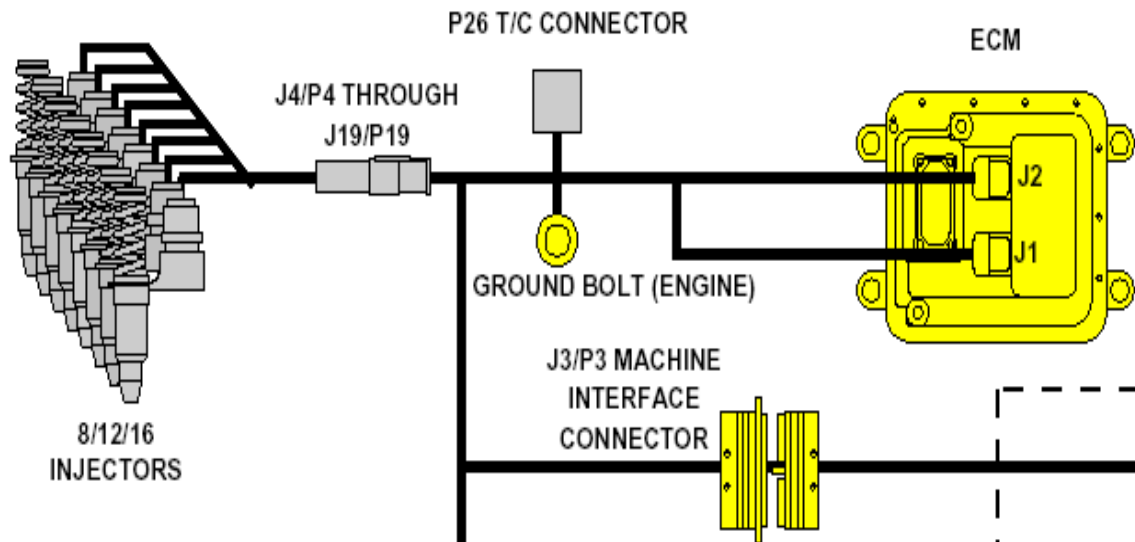 P26 T/C CONNECTOR
ECM
J4/P4 THROUGH
J19/P19
J2
J1
GROUND BOLT (ENGINE)
J3/P3 MACHINE
INTERFACE
CONNECTOR
8/12/16
INJECTORS